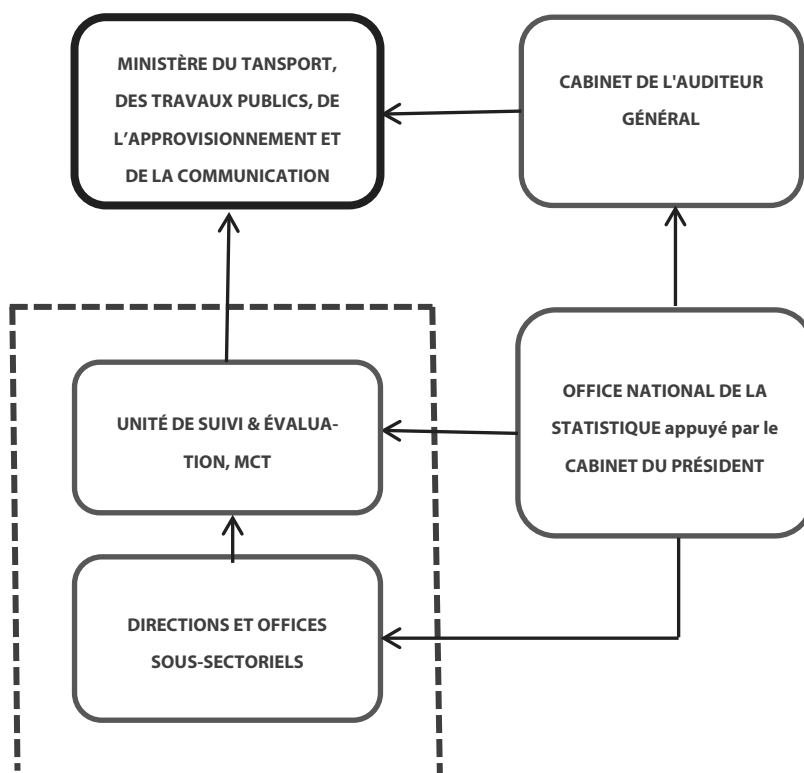 MINISTÈRE DU TANSPORT,
DES TRAVAUX PUBLICS, DE
L’APPROVISIONNEMENT ET
DE LA COMMUNICATION
CABINET DE L'AUDITEUR
GÉNÉRAL
UNITÉ DE SUIVI & ÉVALUA-
TION, MCT
OFFICE NATIONAL DE LA
STATISTIQUE appuyé par le
CABINET DU PRÉSIDENT
DIRECTIONS ET OFFICES
SOUS-SECTORIELS